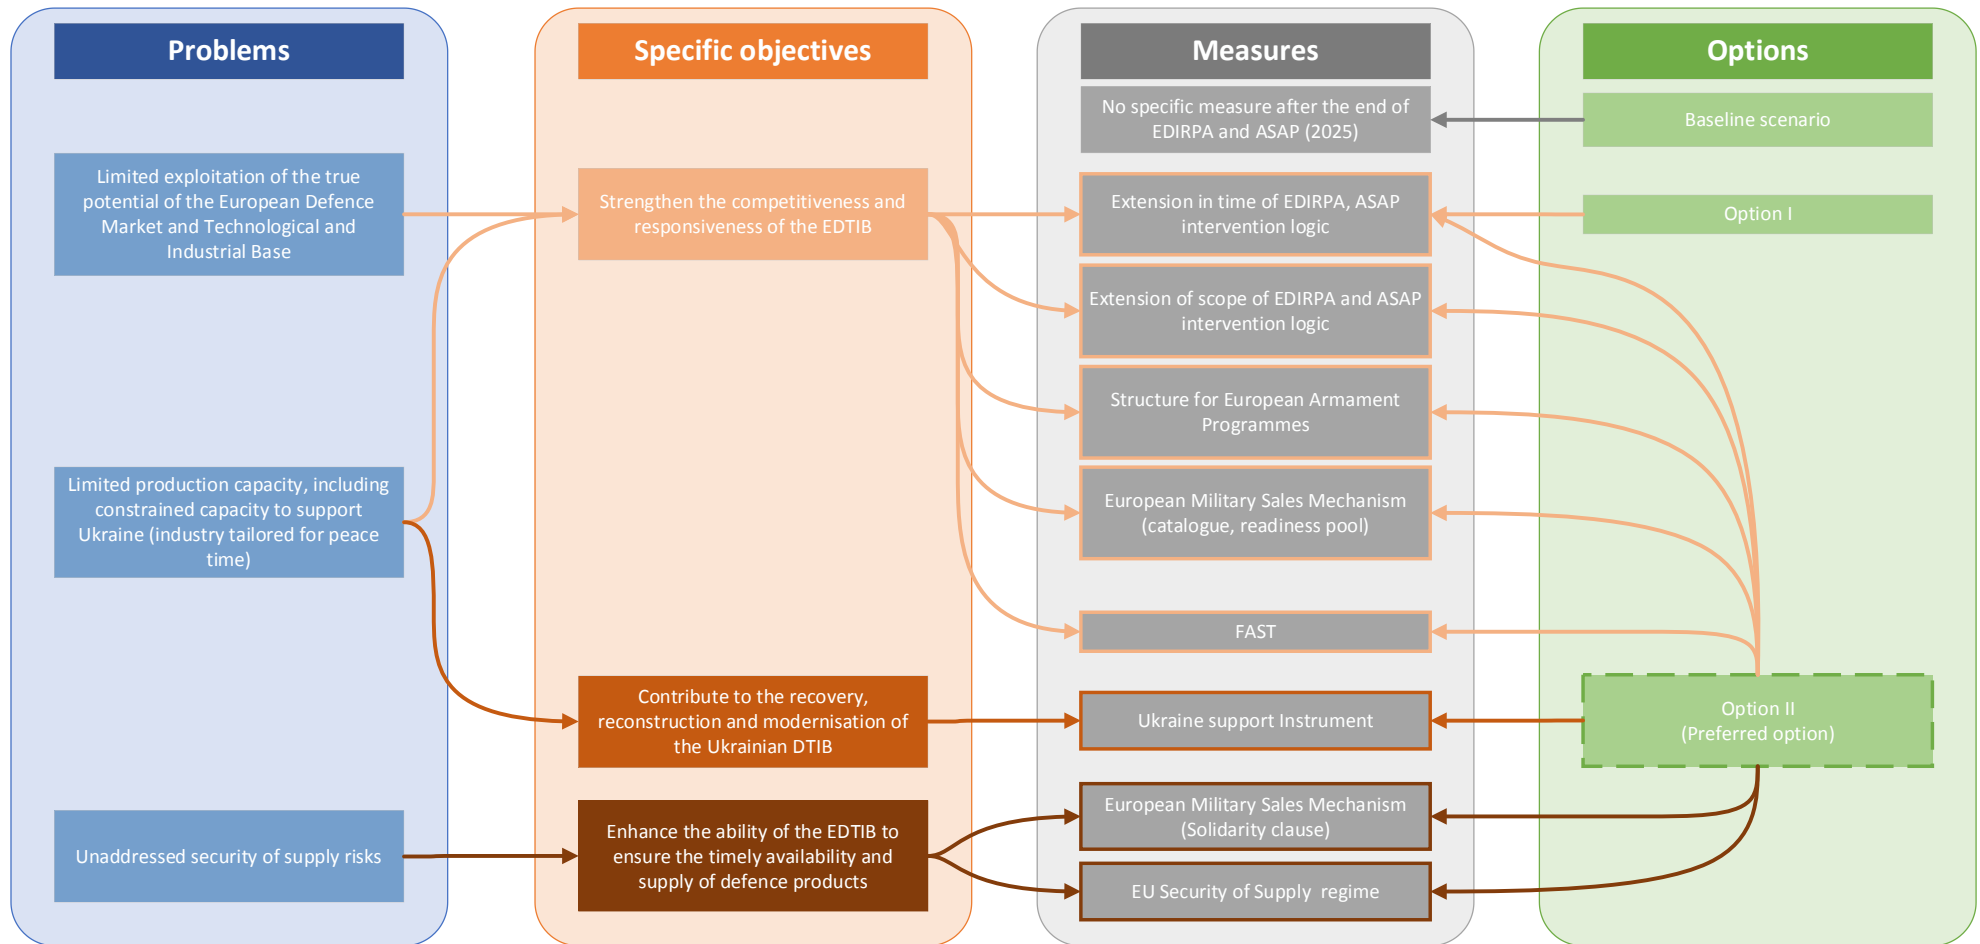 Problems
Limited exploitation of the true
potential of the European Defence
Market and Technological and
Industrial Base
Limited production capacity, including
constrained capacity to support
Ukraine (industry tailored for peace
time)
Unaddressed security of supply risks
Specific objectives
Strengthen the competitiveness and
responsiveness of the EDTIB
Contribute to the recovery,
reconstruction and modernisation of
the Ukrainian DTIB
Enhance the ability of the EDTIB to
ensure the timely availability and
supply of defence products
Measures
No specific measure after the end of
EDIRPA and ASAP (2025)
Extension in time of EDIRPA, ASAP
intervention logic
Extension of scope of EDIRPA and ASAP
intervention logic
Structure for European Armament
Programmes
European Military Sales Mechanism
(catalogue, readiness pool)
FAST
Ukraine support Instrument
European Military Sales Mechanism
(Solidarity clause)
EU Security of Supply regime
Options
Baseline scenario
Option I
Option II
(Preferred option)